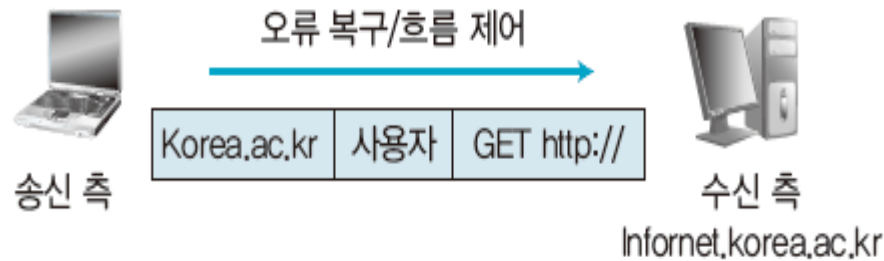 오류 복구/흐름 제어
Korea.ac.kr 사용자 GET http://
송신 측
수신 측
Infornet.korea.ac.kr